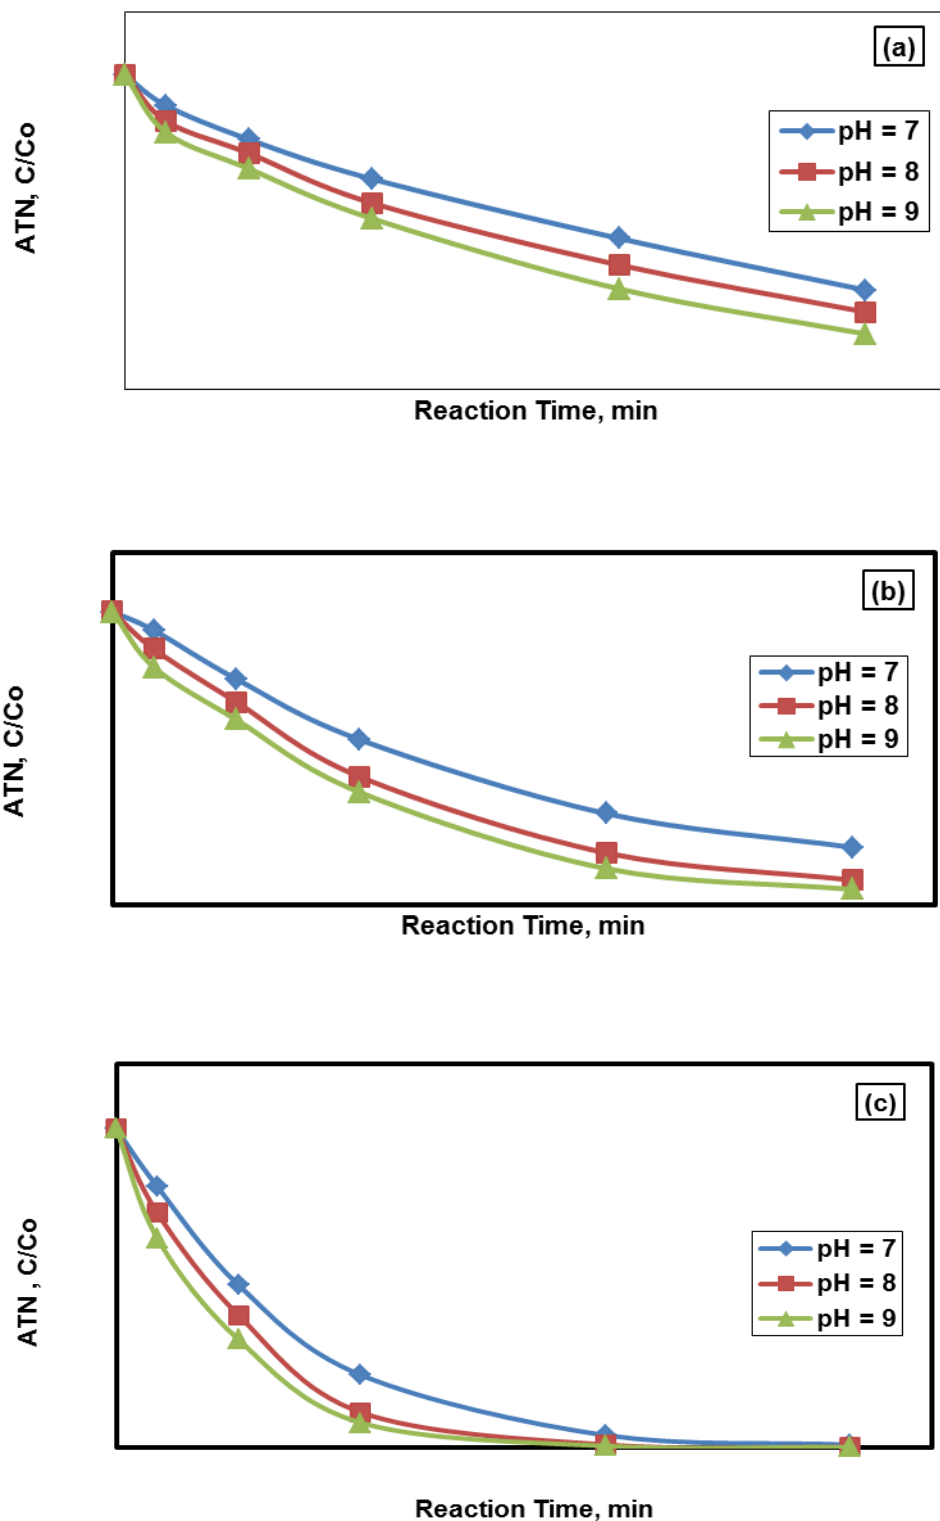 (a)
ATN, C/Co
pH = 7
pH = 8
pH = 9
Reaction Time, min
(b)
ATN, C/Co
pH = 7
pH = 8
pH = 9
Reaction Time, min
(c)
ATN , C/Co
pH = 7
pH = 8
pH = 9
Reaction Time, min